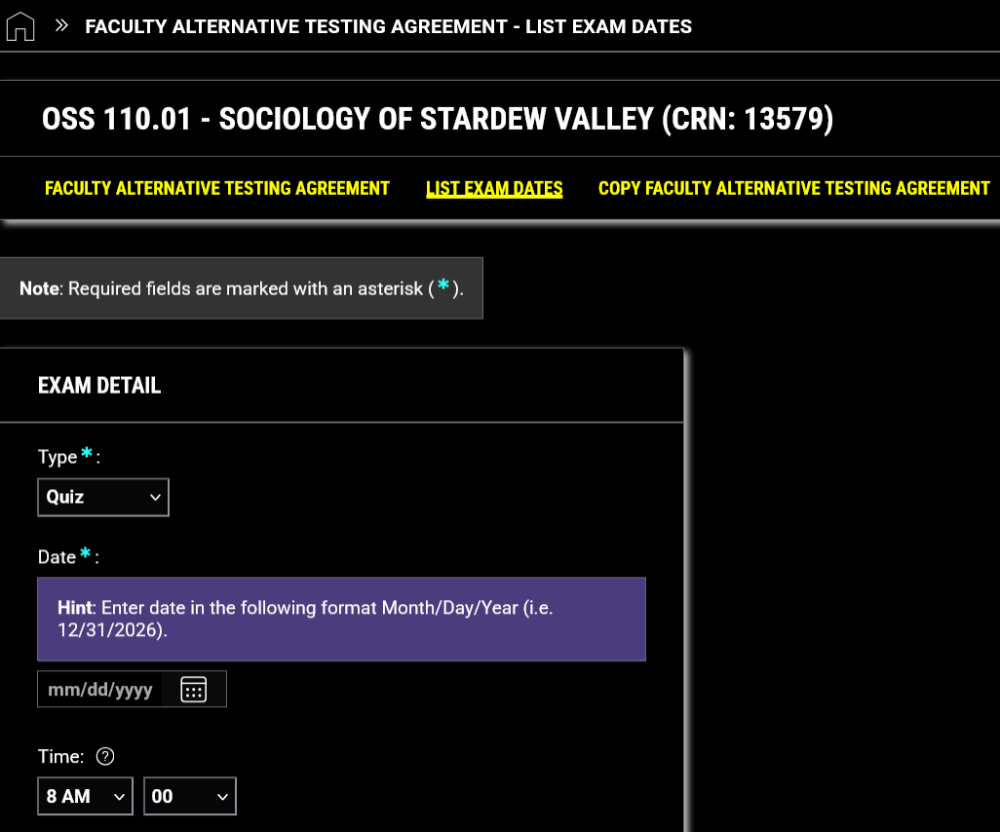 FACULTY ALTERNATIVE TESTING AGREEMENT - LIST EXAM DATES
OSS 110.01 - SOCIOLOGY OF STARDEW VALLEY (CRN: 13579)
FACULTY ALTERNATIVE TESTING AGREEMENT LIST EXAM DATES COPY FACULTY ALTERNATIVE TESTING AGREEMENT
Note: Required fields are marked with an asterisk ( * ).
EXAM DETAIL
Type * :
Quiz
Date * :
Hint: Enter date in the following format Month/Day/Year (i.e.
12/31/2026).
mm/dd/yyyy
Time: ?
8 AM 00